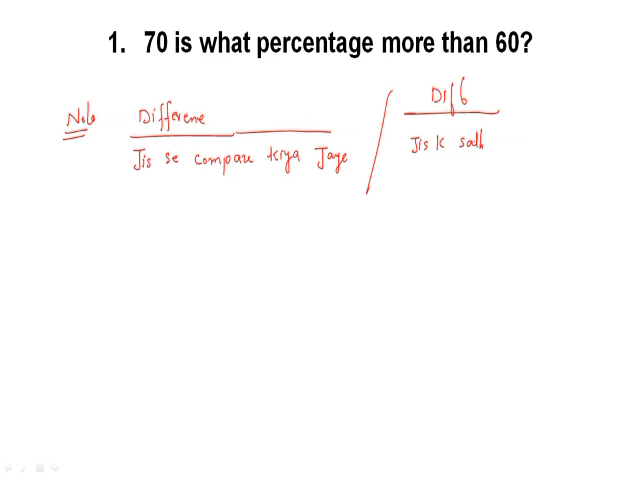 1. 70 is what percentage more than 60?
Note Difference / Diff
Jis se compare kiya Jaye Jis k sath